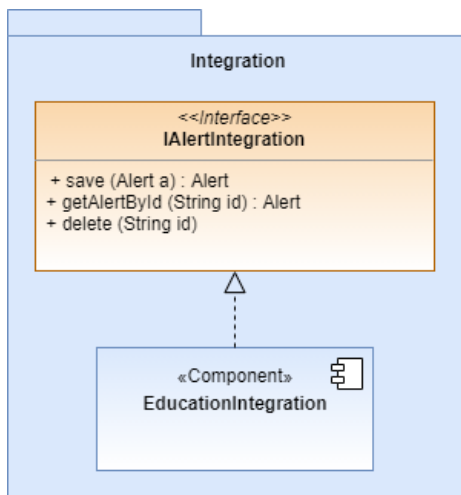 Integration
<<Interface>>
IAlertIntegration
+ save (Alert a) : Alert
+ getAlertById (String id) : Alert
+ delete (String id)
«Component»
EducationIntegration